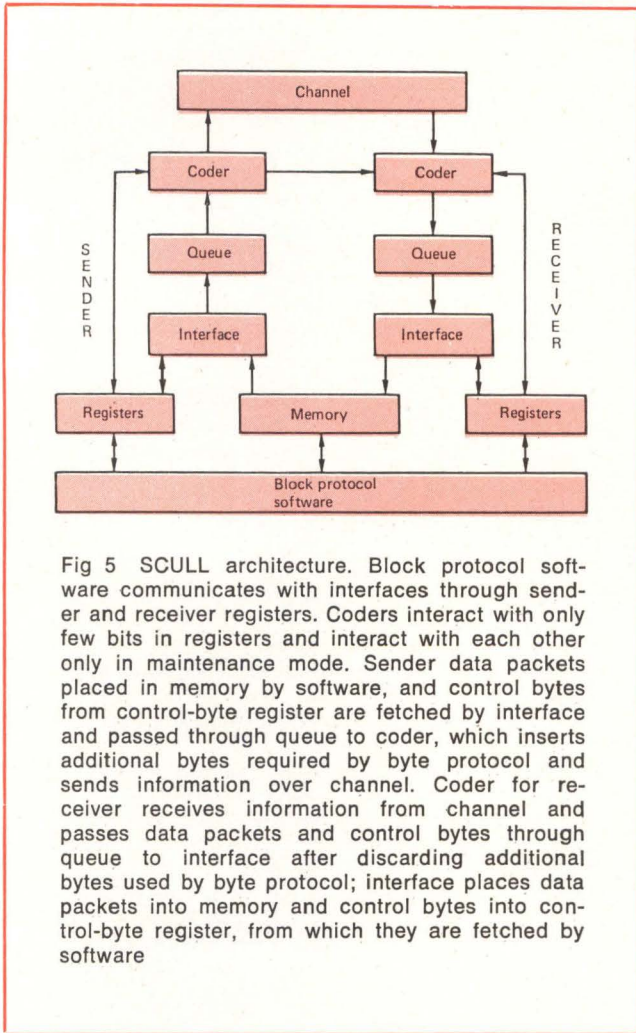 Channel
Coder
Coder
SENDER
RECEIVER
Queue
Queue
Interface
Interface
Registers
Memory
Registers
Block protocol
software
Fig 5 SCULL architecture. Block protocol soft-
ware communicates with interfaces through send-
er and receiver registers. Coders interact with only
few bits in registers and interact with each other
only in maintenance mode. Sender data packets
placed in memory by software, and control bytes
from control-byte register are fetched by interface
and passed through queue to coder, which inserts
additional bytes required by byte protocol and
sends information over channel. Coder for re-
ceiver receives information from channel and
passes data packets and control bytes through
queue to interface after discarding additional
bytes used by byte protocol; interface places data
packets into memory and control bytes into con-
trol-byte register, from which they are fetched by
software